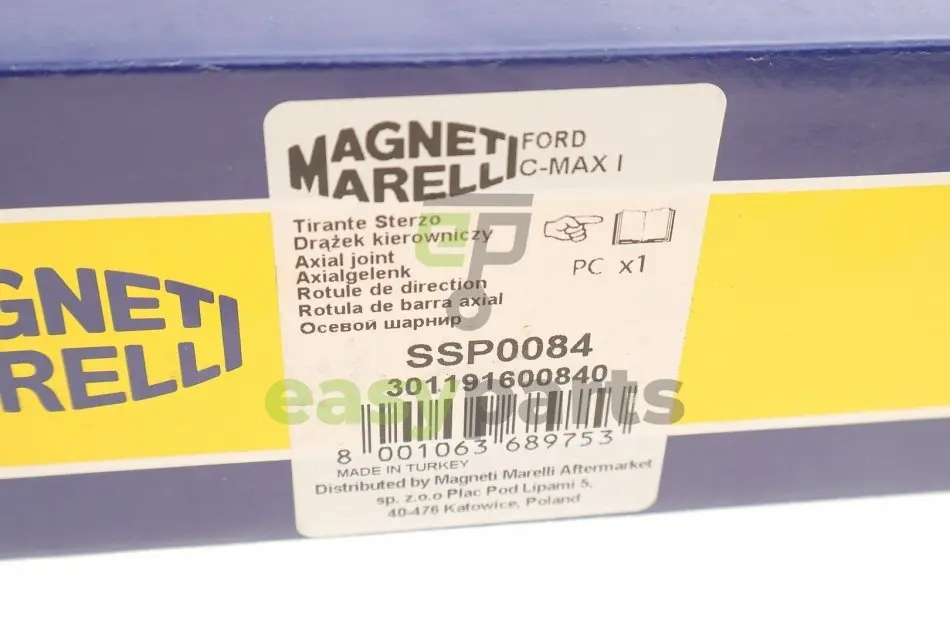 MAGNETI
MARELLI
FORD
C-MAX I
Tirante Sterzo
Drążek kierowniczy
Axial joint
Axialgelenk
Rotule de direction
Rotula de barra axial
Осевой шарнир
PC x1
SSP0084
301191600840
8 001063 689753
MADE IN TURKEY
Distributed by Magneti Marelli Aftermarket
sp. z.o.o Plac Pod Lipami 5,
40-476 Katowice, Poland
GNETI
RELLI
ep
easyparts